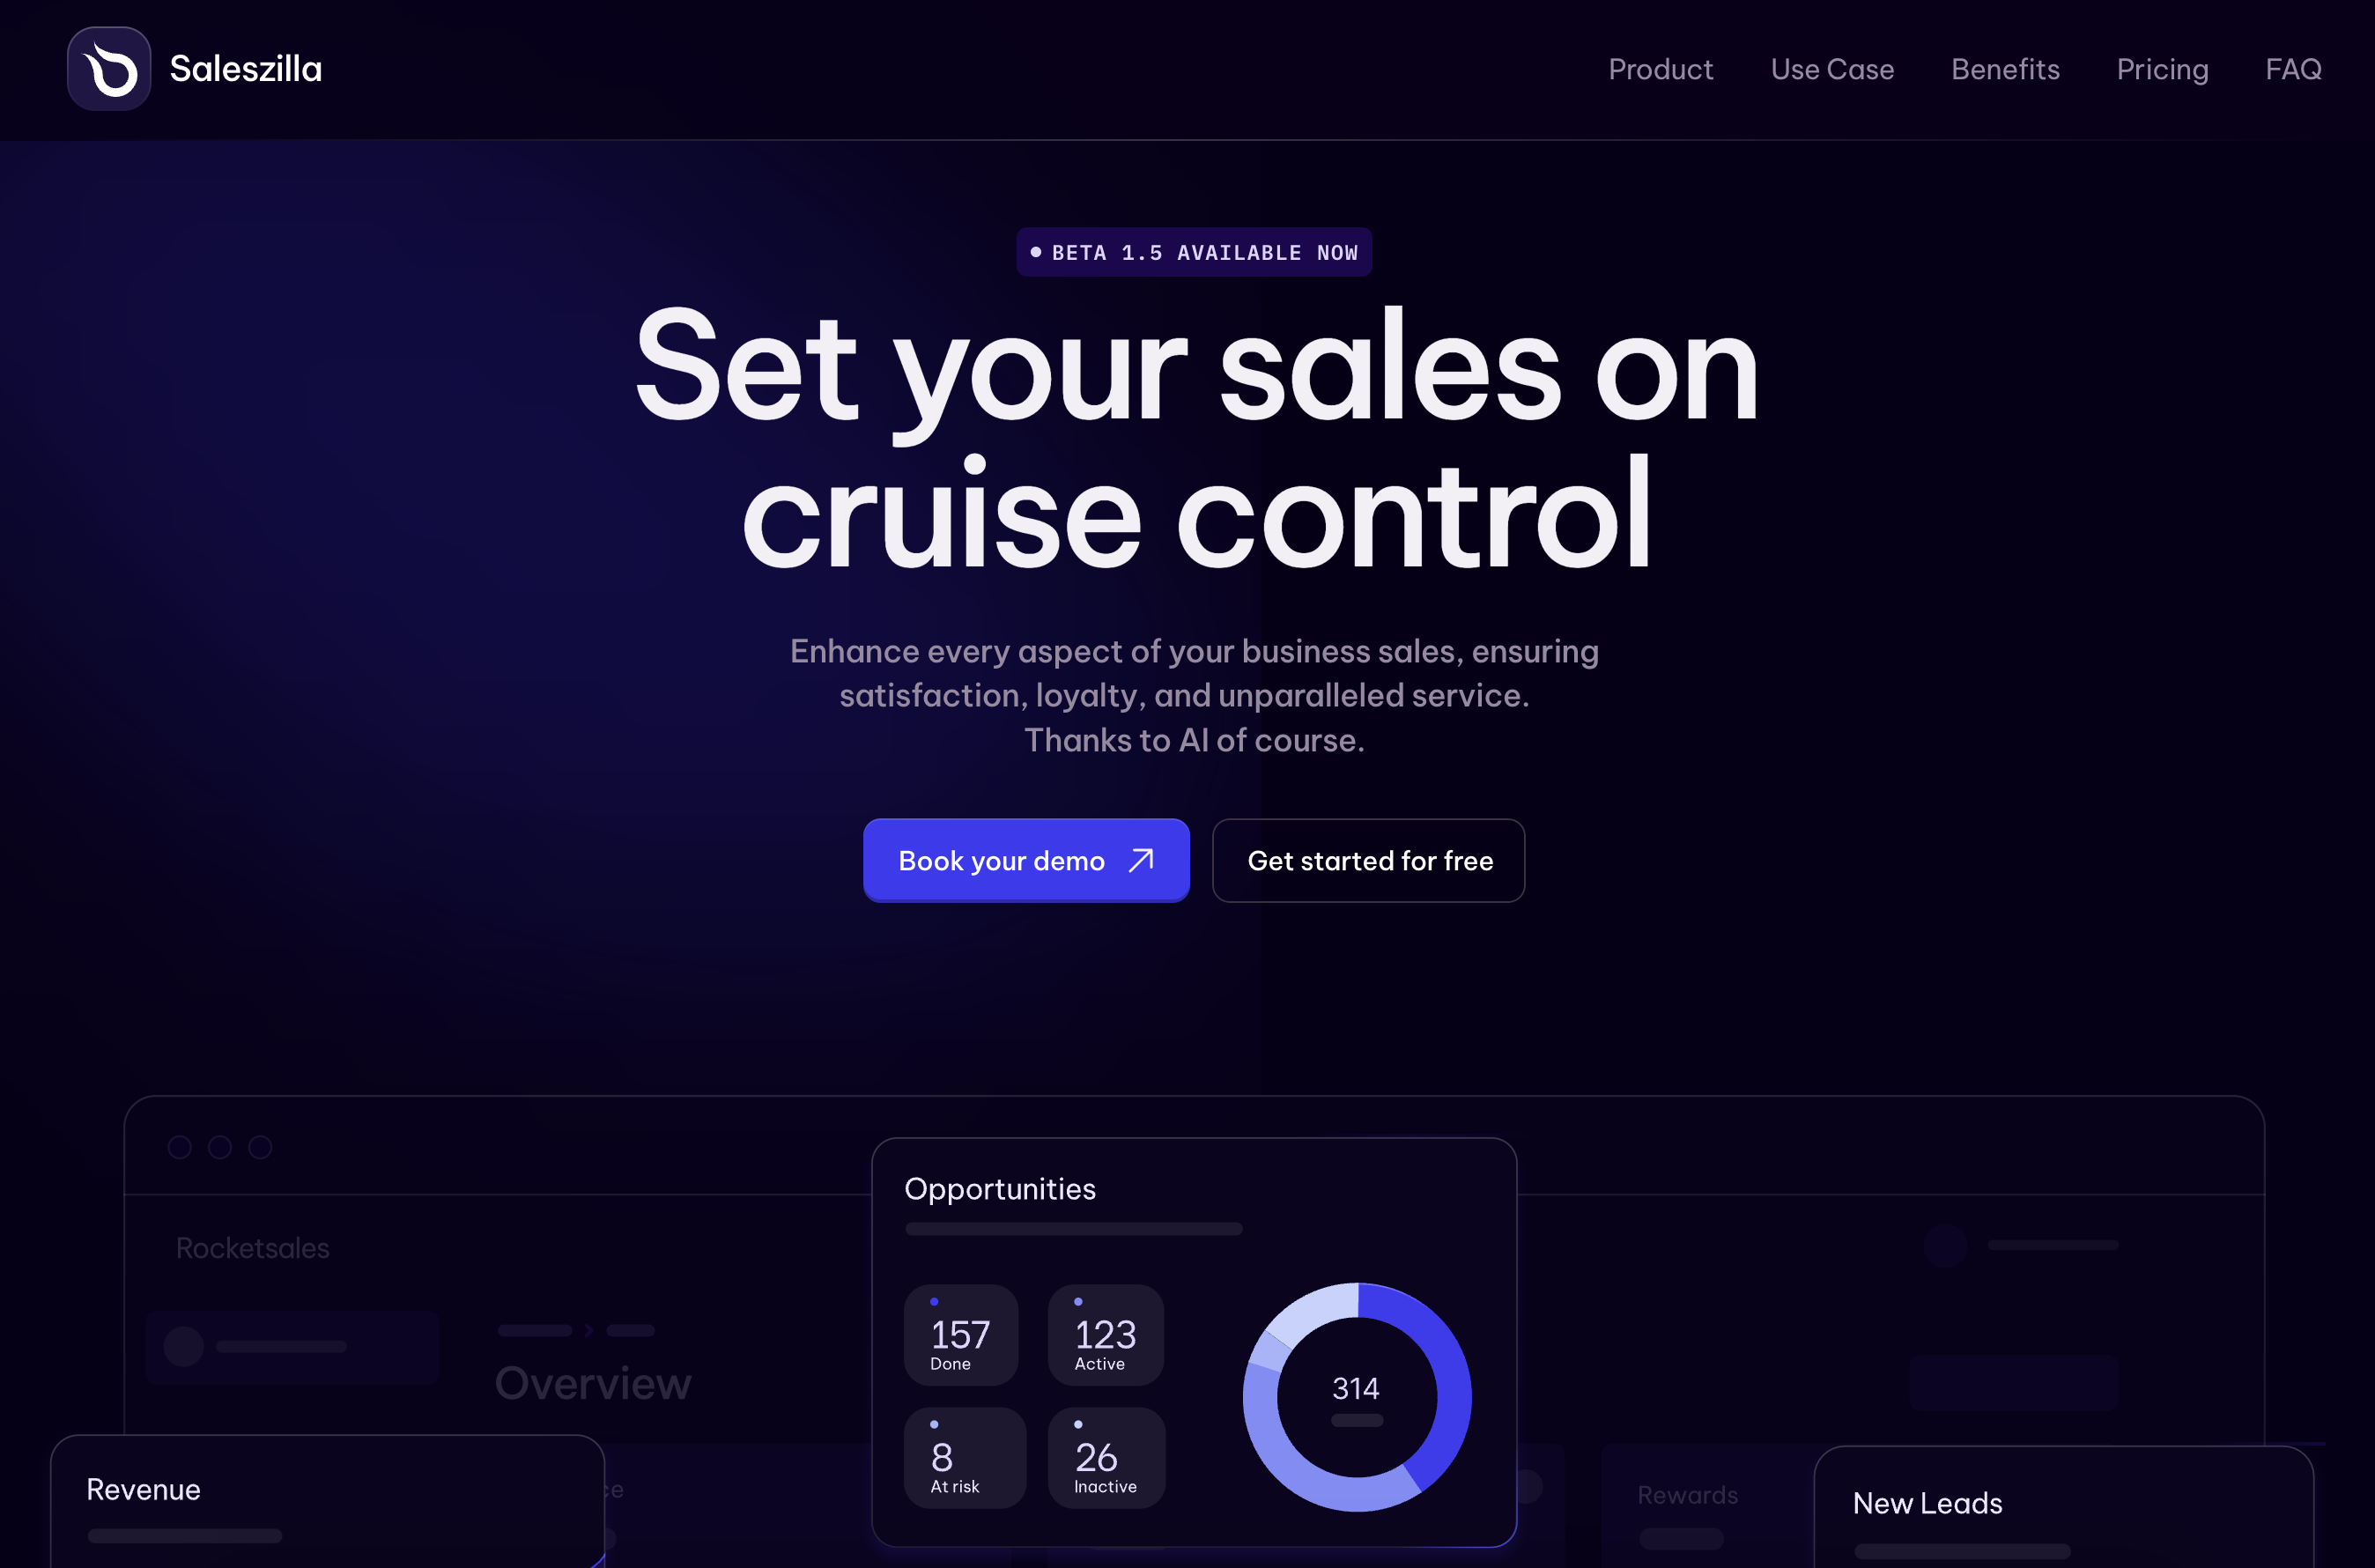 Saleszilla
Product
Use Case
Benefits
Pricing
FAQ
BETA 1.5 AVAILABLE NOW
Set your sales on
cruise control
Enhance every aspect of your business sales, ensuring
satisfaction, loyalty, and unparalleled service.
Thanks to AI of course.
Book your demo
Get started for free
Rocketsales
Overview
Opportunities
157
Done
123
Active
8
At risk
26
Inactive
314
Revenue
Rewards
New Leads